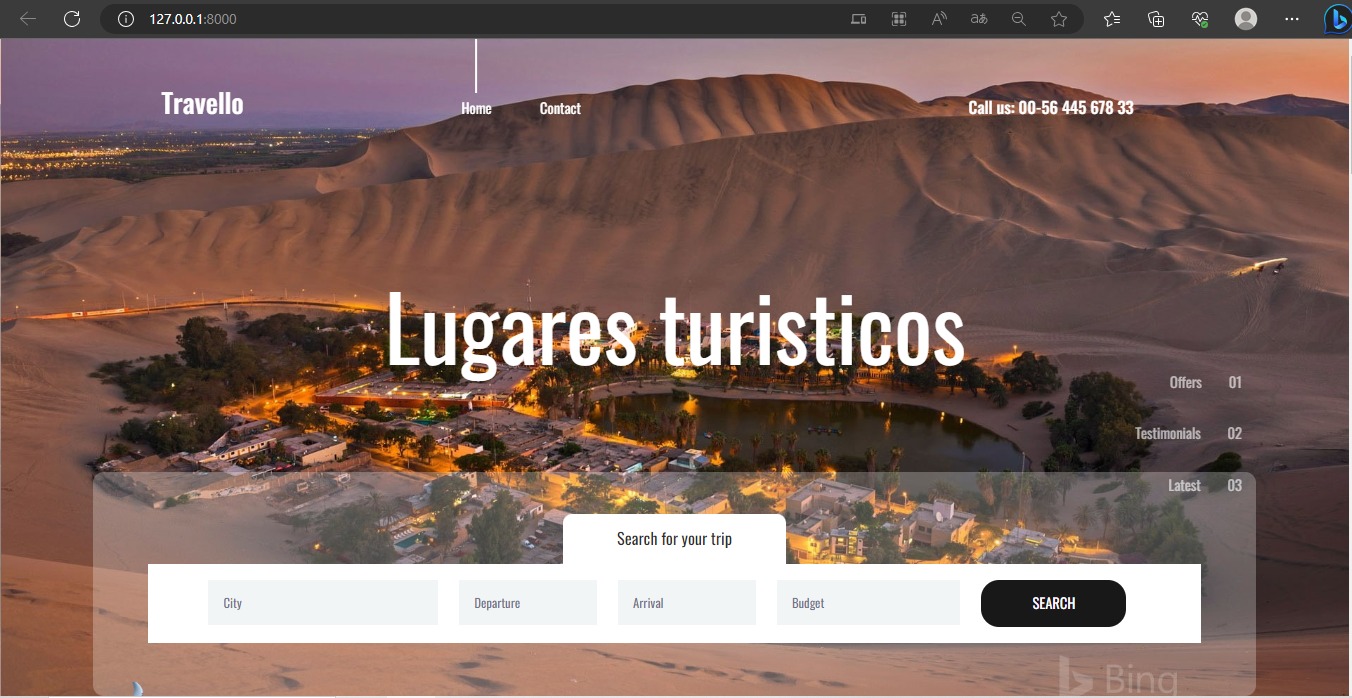 127.0.0.1:8000
Travello
Home Contact
Call us: 00-56 445 678 33
Lugares turisticos
Offers 01
Testimonials 02
Latest 03
Search for your trip
City Departure Arrival Budget SEARCH
Bing